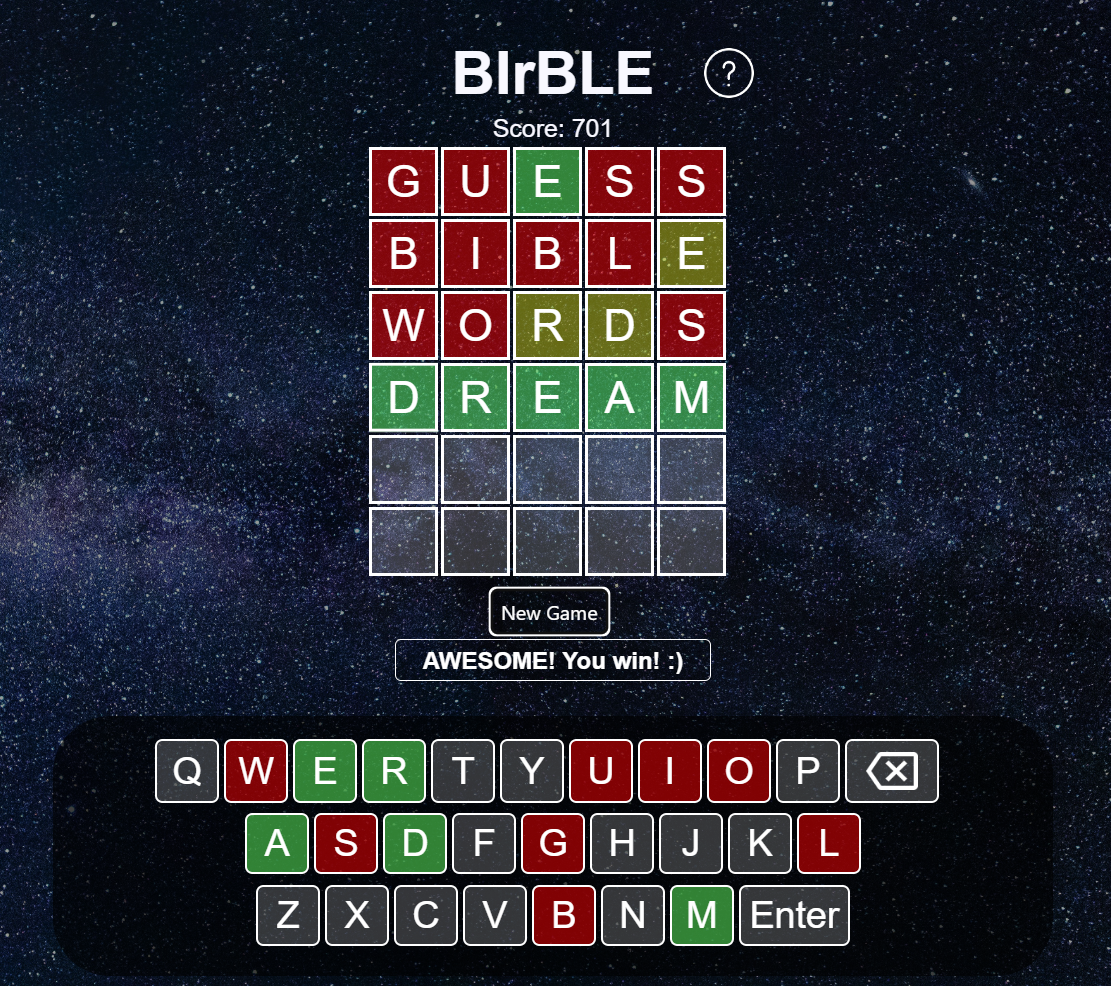 BIrBLE ?
Score: 701
G U E S S
B I B L E
W O R D S
D R E A M
New Game
AWESOME! You win! :)
Q W E R T Y U I O P
A S D F G H J K L
Z X C V B N M Enter